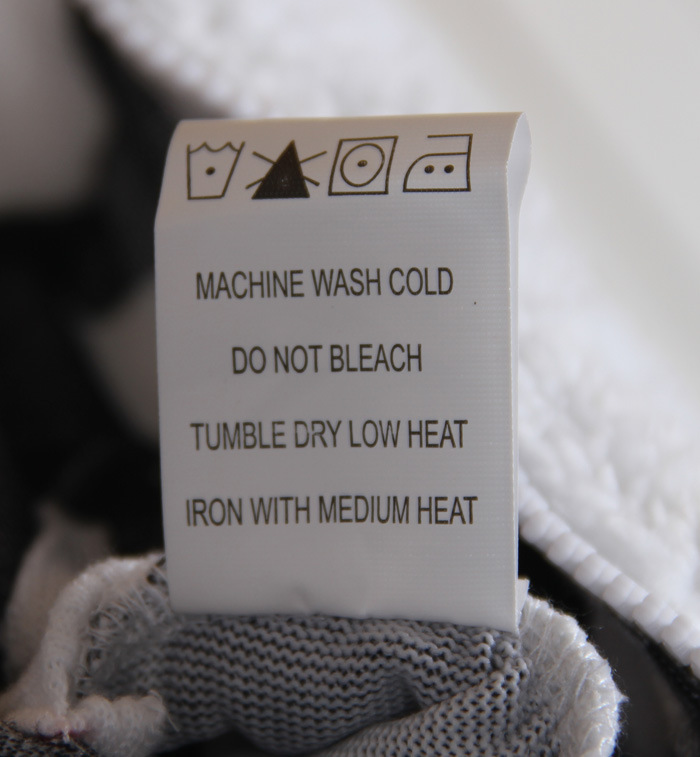 MACHINE WASH COLD
DO NOT BLEACH
TUMBLE DRY LOW HEAT
IRON WITH MEDIUM HEAT